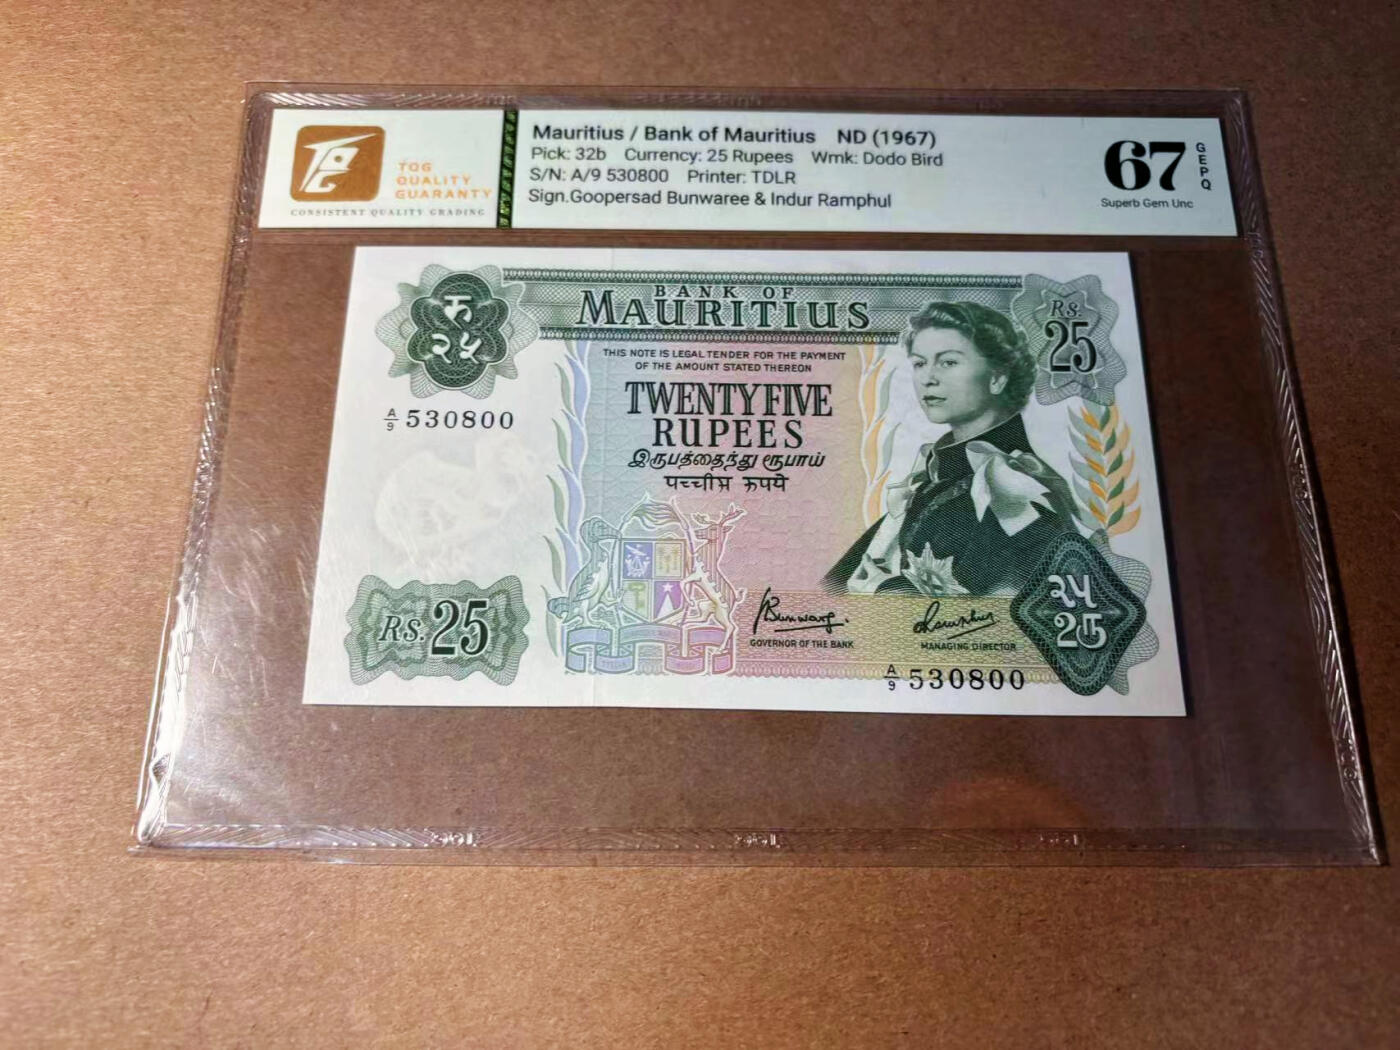 TQG
QUALITY
GUARANTY
CONSISTENT QUALITY GRADING
Mauritius / Bank of Mauritius ND (1967)
Pick: 32b Currency: 25 Rupees Wmk: Dodo Bird
S/N: A/9 530800 Printer: TDLR
Sign.Goopersad Bunwaree & Indur Ramphul
67
GEPQ
Superb Gem Unc
रु
२५
BANK OF
MAURITIUS
Rs.
25
THIS NOTE IS LEGAL TENDER FOR THE PAYMENT
OF THE AMOUNT STATED THEREON
TWENTY FIVE
RUPEES
இருபத்தைந்து ரூபாய்
पच्चीस रूपये
A/9 530800
Rs. 25
GOVERNOR OF THE BANK
MANAGING DIRECTOR
A/9 530800
२५